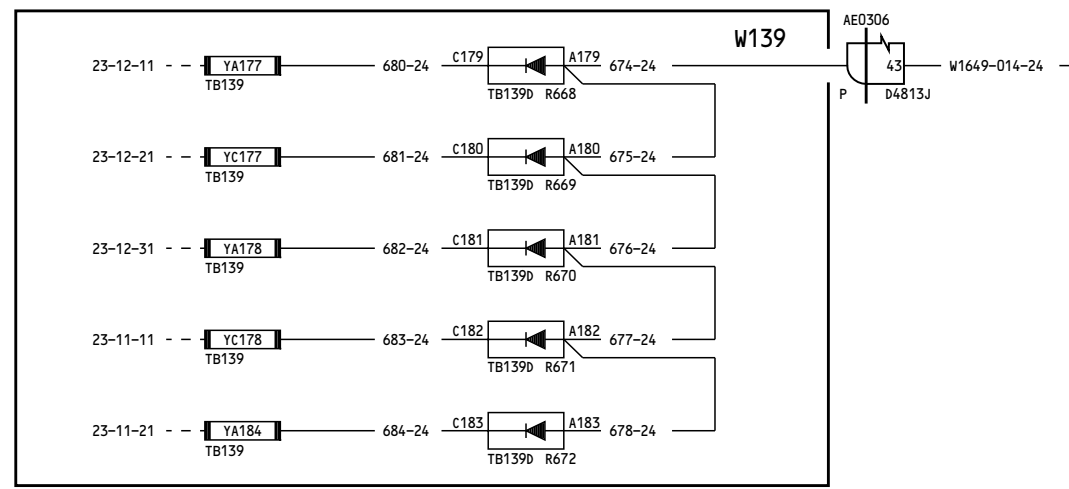 AE0306
W139
23-12-11 YA177 680-24 C179 A179 674-24 43 W1649-014-24
TB139 TB139D R668 P D4813J
23-12-21 YC177 681-24 C180 A180 675-24
TB139 TB139D R669
23-12-31 YA178 682-24 C181 A181 676-24
TB139 TB139D R670
23-11-11 YC178 683-24 C182 A182 677-24
TB139 TB139D R671
23-11-21 YA184 684-24 C183 A183 678-24
TB139 TB139D R672